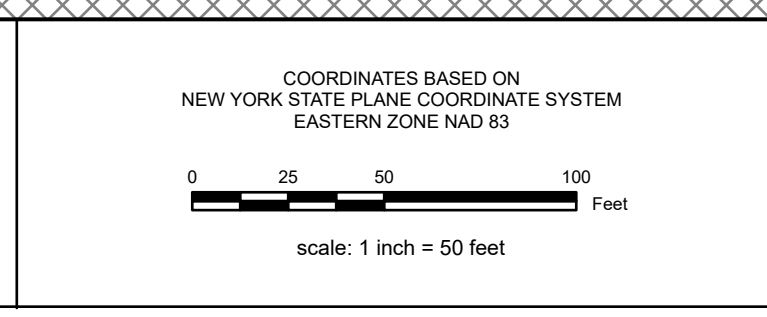 COORDINATES BASED ON
NEW YORK STATE PLANE COORDINATE SYSTEM
EASTERN ZONE NAD 83
0 25 50 100
Feet
scale: 1 inch = 50 feet